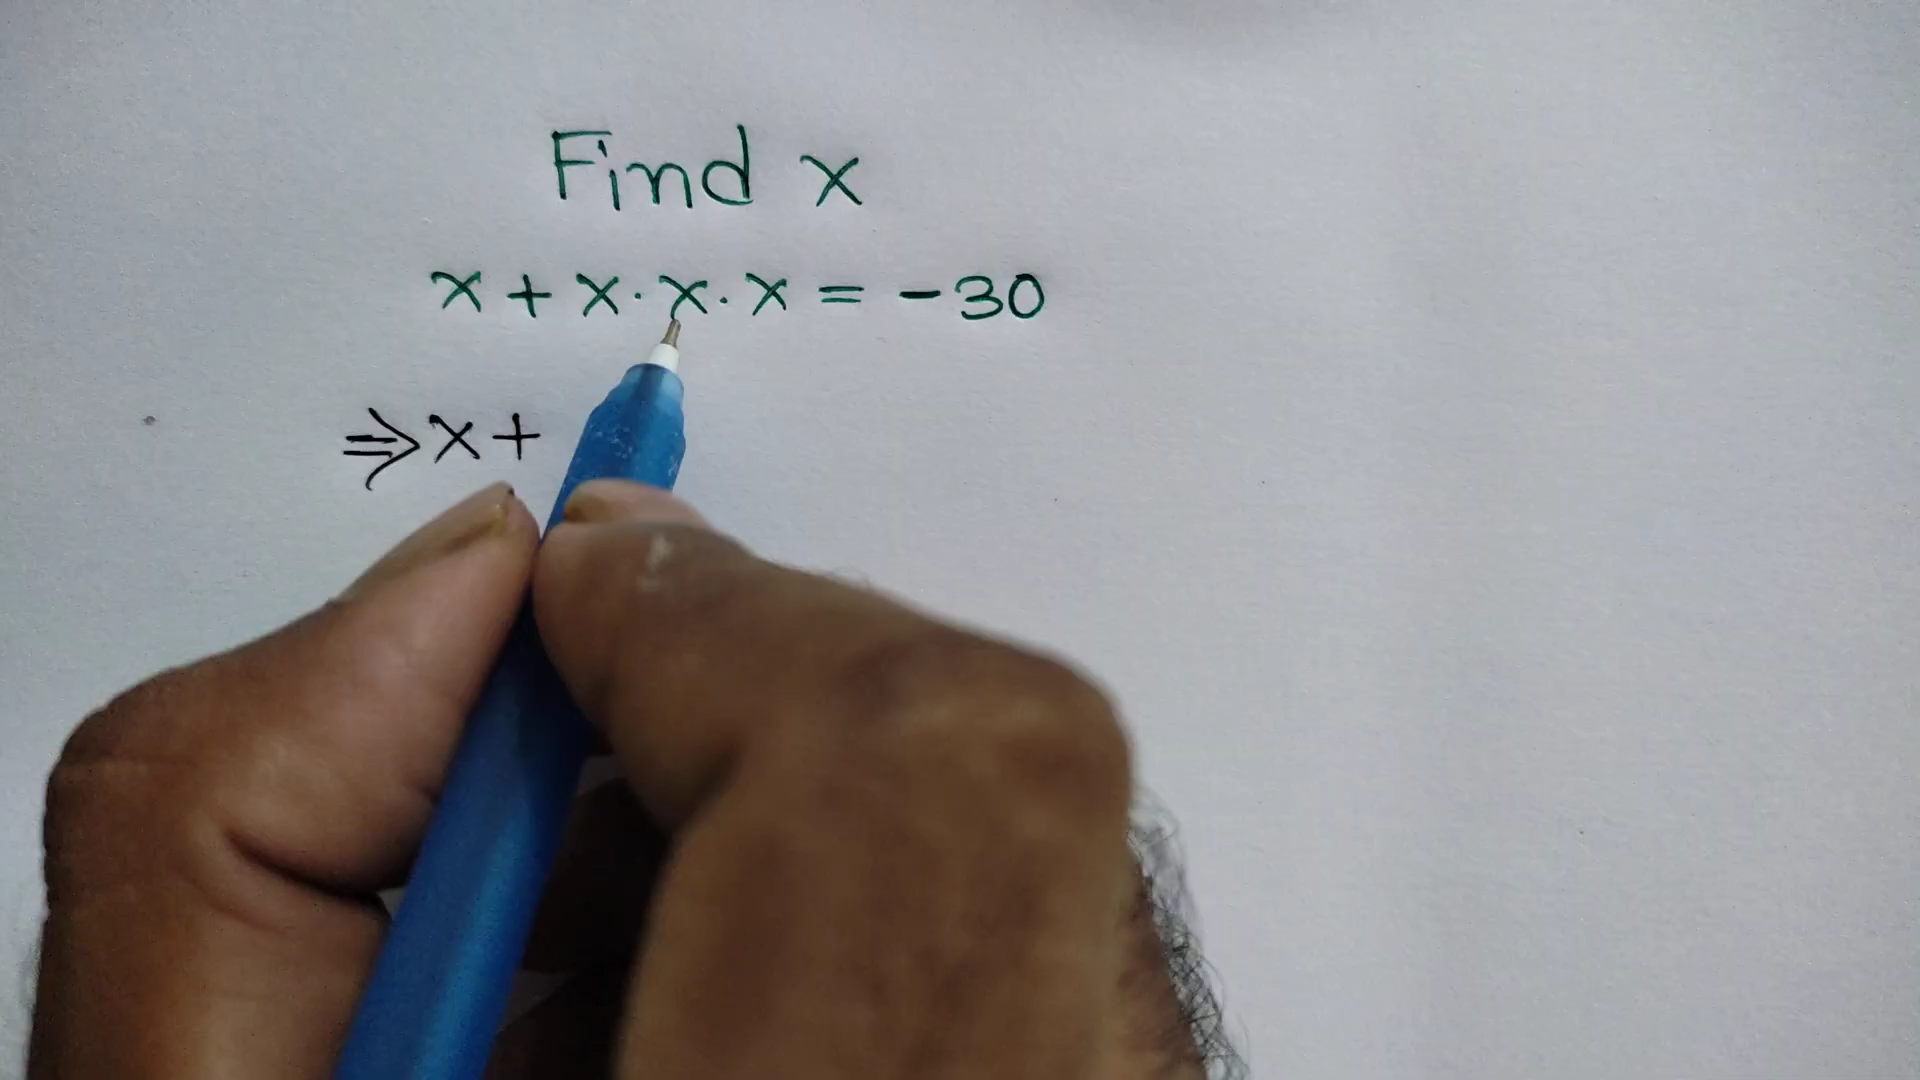 Find x
x + x · x · x = - 30
⇒ x +